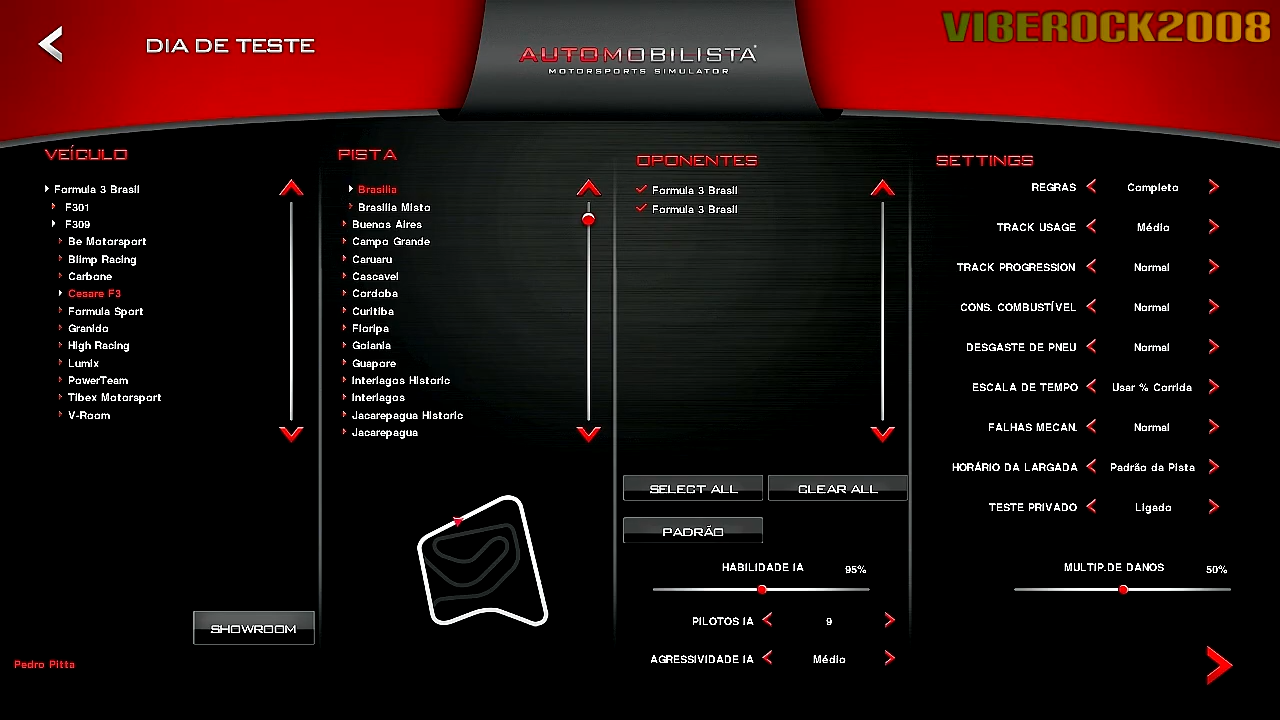 DIA DE TESTE
AUTOMOBILISTA
MOTORSPORTS SIMULATOR
VIBEROCK2008
VEÍCULO
Formula 3 Brasil
F301
F309
Be Motorsport
Blimp Racing
Carbone
Cesare F3
Formula Sport
Granido
High Racing
Lumix
PowerTeam
Tibex Motorsport
V-Room
SHOWROOM
Pedro Pitta
PISTA
Brasilia
Brasilia Misto
Buenos Aires
Campo Grande
Caruaru
Cascavel
Cordoba
Curitiba
Floripa
Goiania
Guapore
Interlagos Historic
Interlagos
Jacarepagua Historic
Jacarepagua
OPONENTES
Formula 3 Brasil
Formula 3 Brasil
SELECT ALL
CLEAR ALL
PADRÃO
HABILIDADE IA 95%
PILOTOS IA 9
AGRESSIVIDADE IA Médio
SETTINGS
REGRAS Completo
TRACK USAGE Médio
TRACK PROGRESSION Normal
CONS. COMBUSTÍVEL Normal
DESGASTE DE PNEU Normal
ESCALA DE TEMPO Usar % Corrida
FALHAS MECAN. Normal
HORÁRIO DA LARGADA Padrão da Pista
TESTE PRIVADO Ligado
MULTIP.DE DANOS 50%